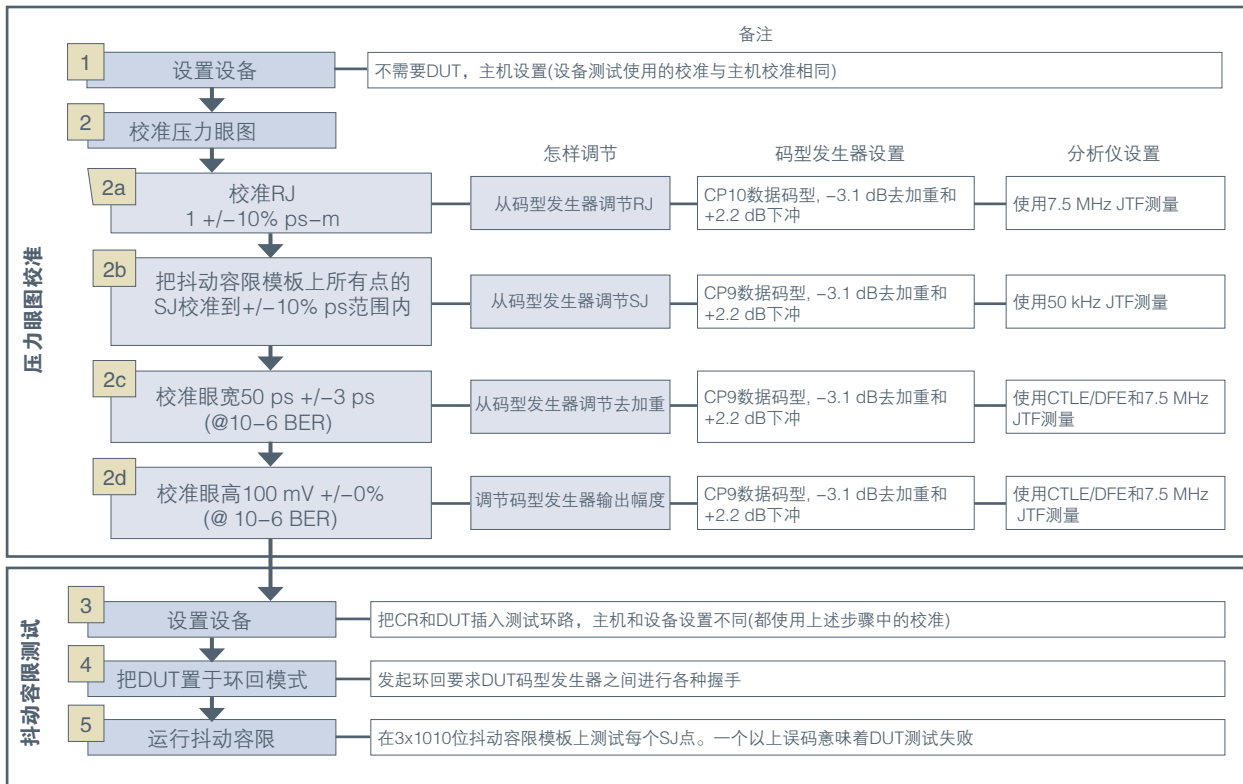 备注
1
设置设备
不需要DUT，主机设置(设备测试使用的校准与主机校准相同)
2
校准压力眼图
怎样调节
码型发生器设置
分析仪设置
2a
校准RJ
1 +/−10% ps−m
从码型发生器调节RJ
CP10数据码型, −3.1 dB去加重和
+2.2 dB下冲
使用7.5 MHz JTF测量
2b
把抖动容限模板上所有点的
SJ校准到+/−10% ps范围内
从码型发生器调节SJ
CP9数据码型, −3.1 dB去加重和
+2.2 dB下冲
使用50 kHz JTF测量
2c
校准眼宽50 ps +/−3 ps
(@10−6 BER)
从码型发生器调节去加重
CP9数据码型, −3.1 dB去加重和
+2.2 dB下冲
使用CTLE/DFE和7.5 MHz
JTF测量
2d
校准眼高100 mV +/−0%
(@ 10−6 BER)
调节码型发生器输出幅度
CP9数据码型, −3.1 dB去加重和
+2.2 dB下冲
使用CTLE/DFE和7.5 MHz
JTF测量
压力眼图校准
3
设置设备
把CR和DUT插入测试环路，主机和设备设置不同(都使用上述步骤中的校准)
4
把DUT置于环回模式
发起环回要求DUT码型发生器之间进行各种握手
5
运行抖动容限
在3x1010位抖动容限模板上测试每个SJ点。一个以上误码意味着DUT测试失败
抖动容限测试